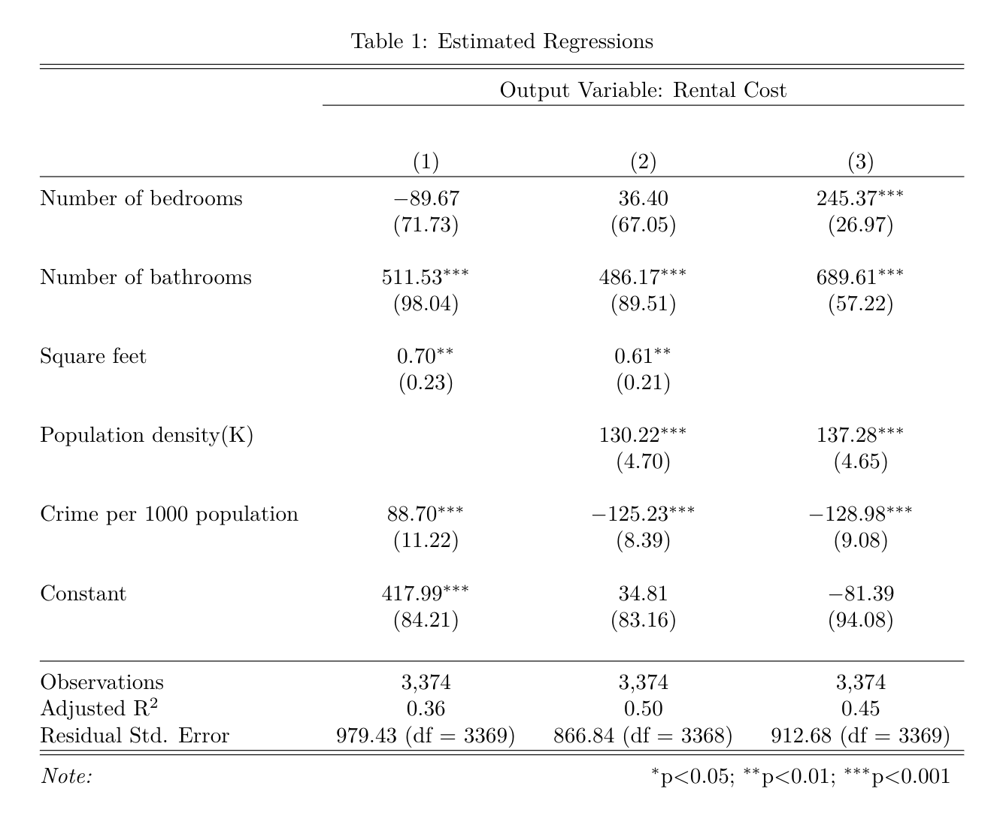 Table 1: Estimated Regressions
Output Variable: Rental Cost
(1) (2) (3)
Number of bedrooms −89.67 36.40 245.37***
(71.73) (67.05) (26.97)
Number of bathrooms 511.53*** 486.17*** 689.61***
(98.04) (89.51) (57.22)
Square feet 0.70** 0.61**
(0.23) (0.21)
Population density(K) 130.22*** 137.28***
(4.70) (4.65)
Crime per 1000 population 88.70*** −125.23*** −128.98***
(11.22) (8.39) (9.08)
Constant 417.99*** 34.81 −81.39
(84.21) (83.16) (94.08)
Observations 3,374 3,374 3,374
Adjusted R² 0.36 0.50 0.45
Residual Std. Error 979.43 (df = 3369) 866.84 (df = 3368) 912.68 (df = 3369)
Note: *p<0.05; **p<0.01; ***p<0.001